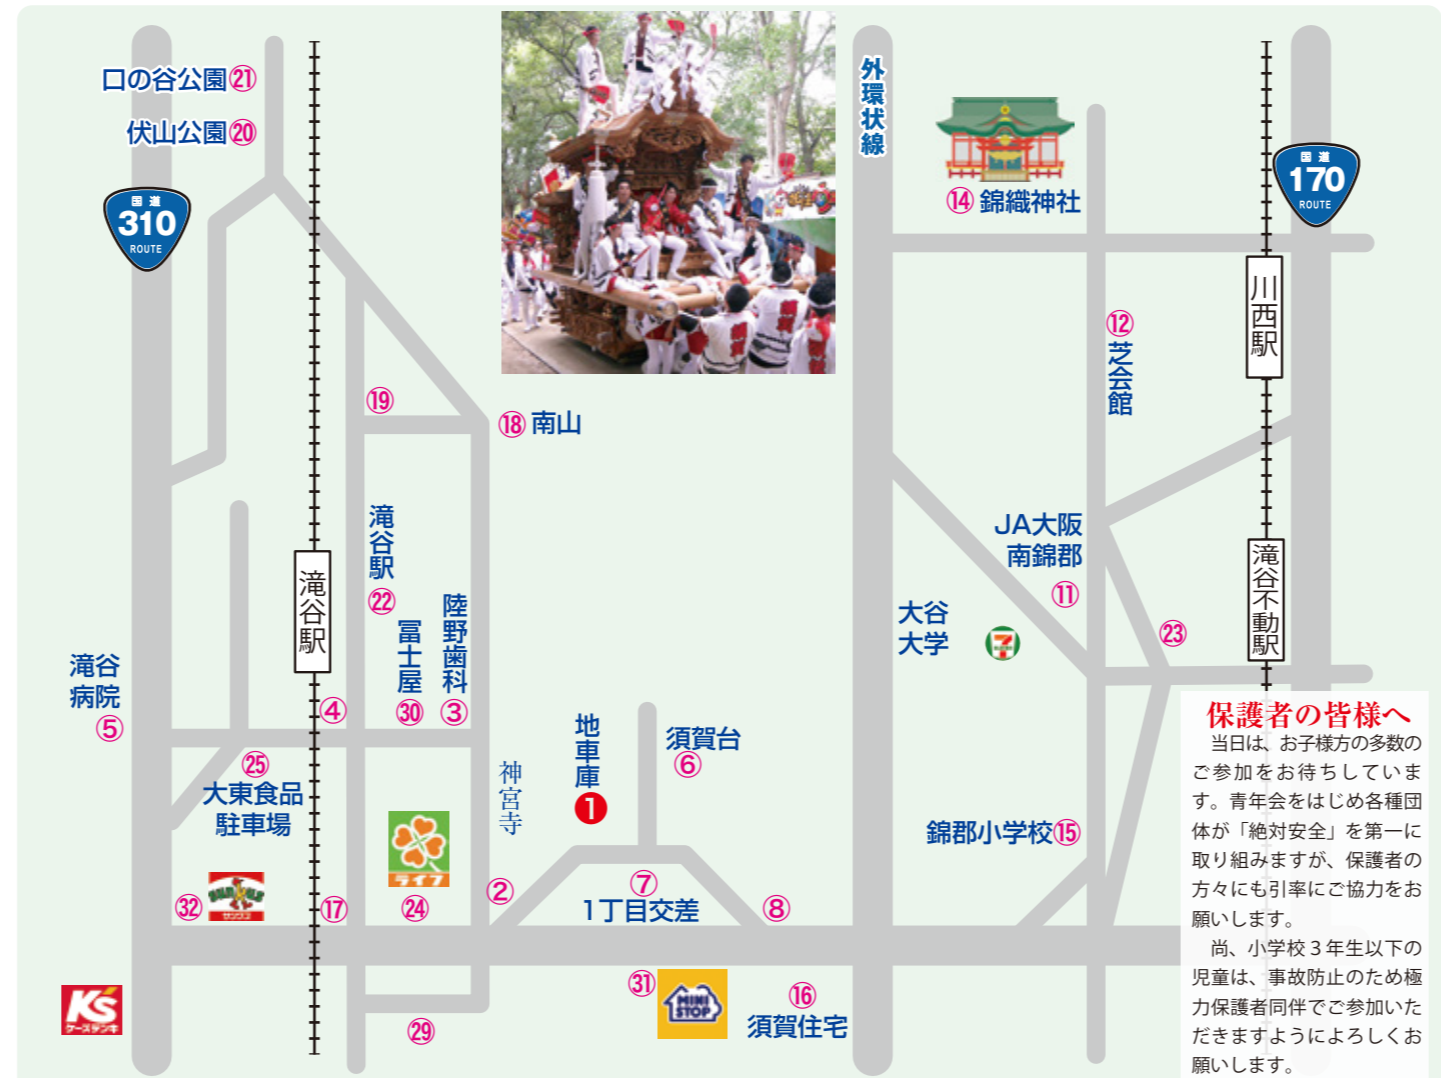 口の谷公園㉑
伏山公園⑳
国道
310
ROUTE
外環状線
⑭ 錦織神社
国道
170
ROUTE
川西駅
⑫
芝会館
⑲
⑱ 南山
滝谷駅
㉒
滝谷駅
冨士屋
㉚
陸野歯科
③
JA大阪
南錦郡
⑪
大谷
大学
7
㉓
滝谷不動駅
滝谷
病院
⑤
④
㉕
大東食品
駐車場
神宮寺
地車庫
1
須賀台
⑥
ライフ
㉔
②
⑦
1丁目交差
⑧
錦郡小学校⑮
㉜
サンクス
⑰
K's
ケーズデンキ
㉙
㉛
MINI
STOP
⑯
須賀住宅
保護者の皆様へ
当日は、お子様方の多数の
ご参加をお待ちしていま
す。青年会をはじめ各種団
体が「絶対安全」を第一に
取り組みますが、保護者の
方々にも引率にご協力をお
願いします。
尚、小学校３年生以下の
児童は、事故防止のため極
力保護者同伴でご参加いた
だきますようによろしくお
願いします。